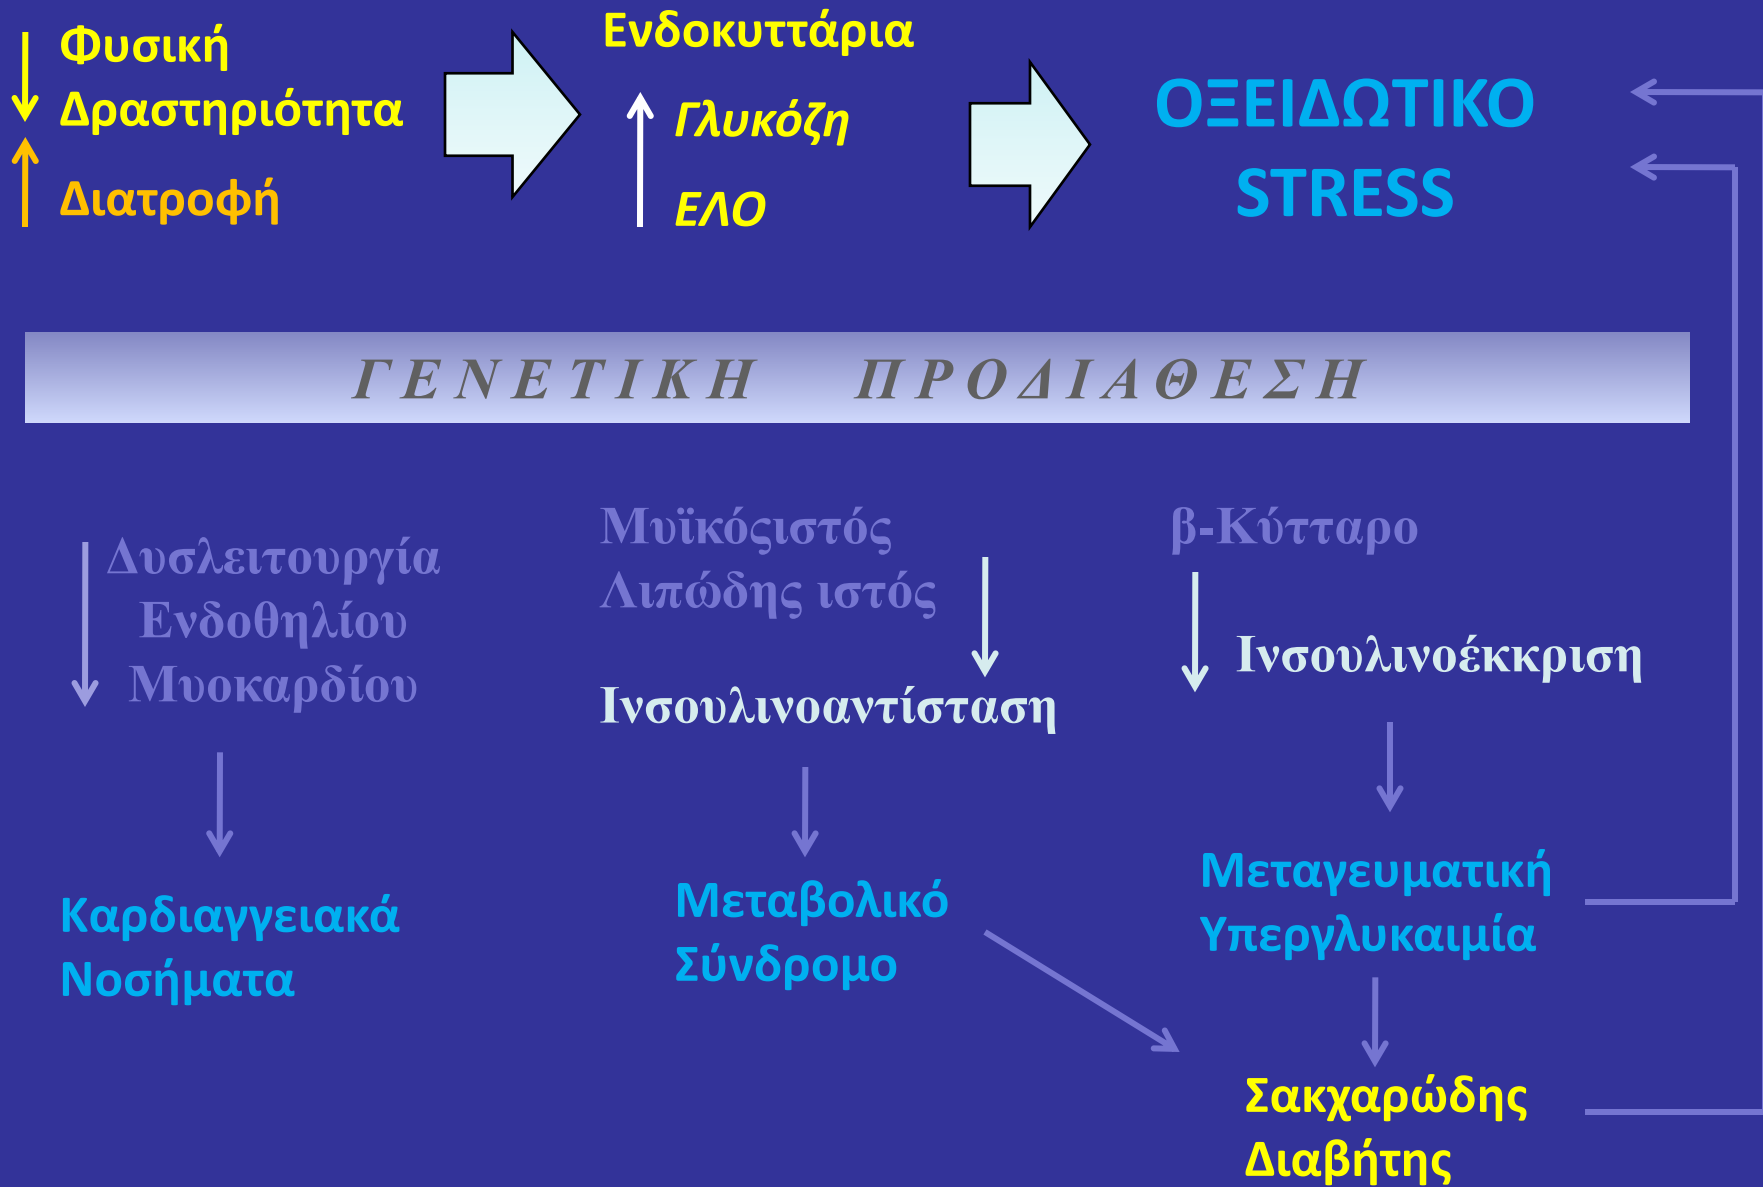 Φυσική
Δραστηριότητα
Διατροφή
Ενδοκυττάρια
Γλυκόζη
ΕΛΟ
ΟΞΕΙΔΩΤΙΚΟ
STRESS
ΓΕΝΕΤΙΚΗ ΠΡΟΔΙΑΘΕΣΗ
Δυσλειτουργία
Ενδοθηλίου
Μυοκαρδίου
Καρδιαγγειακά
Νοσήματα
Μυϊκόςιστός
Λιπώδης ιστός
Ινσουλινοαντίσταση
Μεταβολικό
Σύνδρομο
β-Κύτταρο
Ινσουλινοέκκριση
Μεταγευματική
Υπεργλυκαιμία
Σακχαρώδης
Διαβήτης